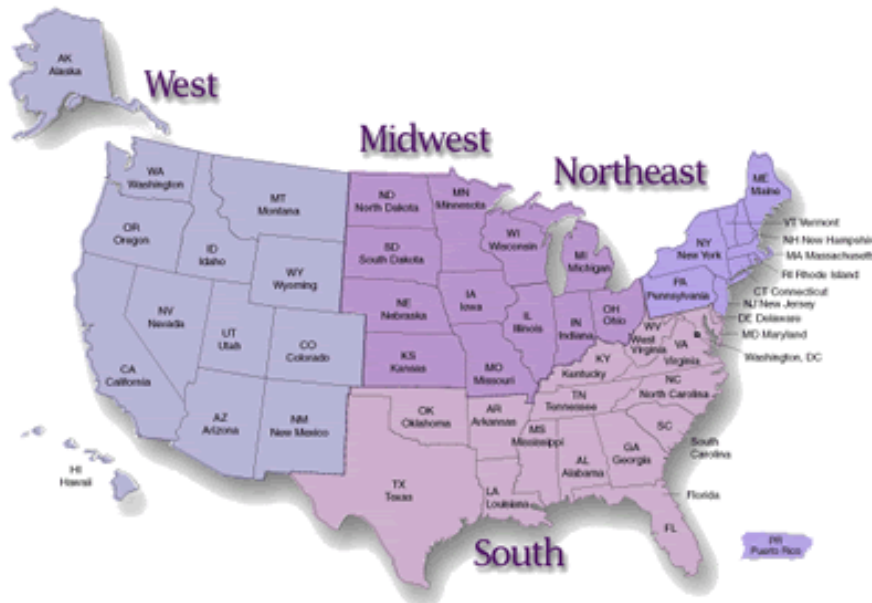 AK
Alaska
West
Midwest
Northeast
WA
Washington
MT
Montana
ND
North Dakota
MN
Minnesota
ME
Maine
OR
Oregon
ID
Idaho
WY
Wyoming
SD
South Dakota
WI
Wisconsin
MI
Michigan
NY
New York
VT Vermont
NH New Hampshire
MA Massachusetts
RI Rhode Island
CT Connecticut
NJ New Jersey
DE Delaware
MD Maryland
Washington, DC
PA
Pennsylvania
NV
Nevada
UT
Utah
CO
Colorado
NE
Nebraska
IA
Iowa
IL
Illinois
IN
Indiana
OH
Ohio
CA
California
KS
Kansas
MO
Missouri
WV
West
Virginia
VA
Virginia
KY
Kentucky
NC
North Carolina
TN
Tennessee
AZ
Arizona
NM
New Mexico
OK
Oklahoma
AR
Arkansas
MS
Mississippi
SC
South
Carolina
AL
Alabama
GA
Georgia
HI
Hawaii
TX
Texas
LA
Louisiana
Florida
FL
South
PR
Puerto Rico